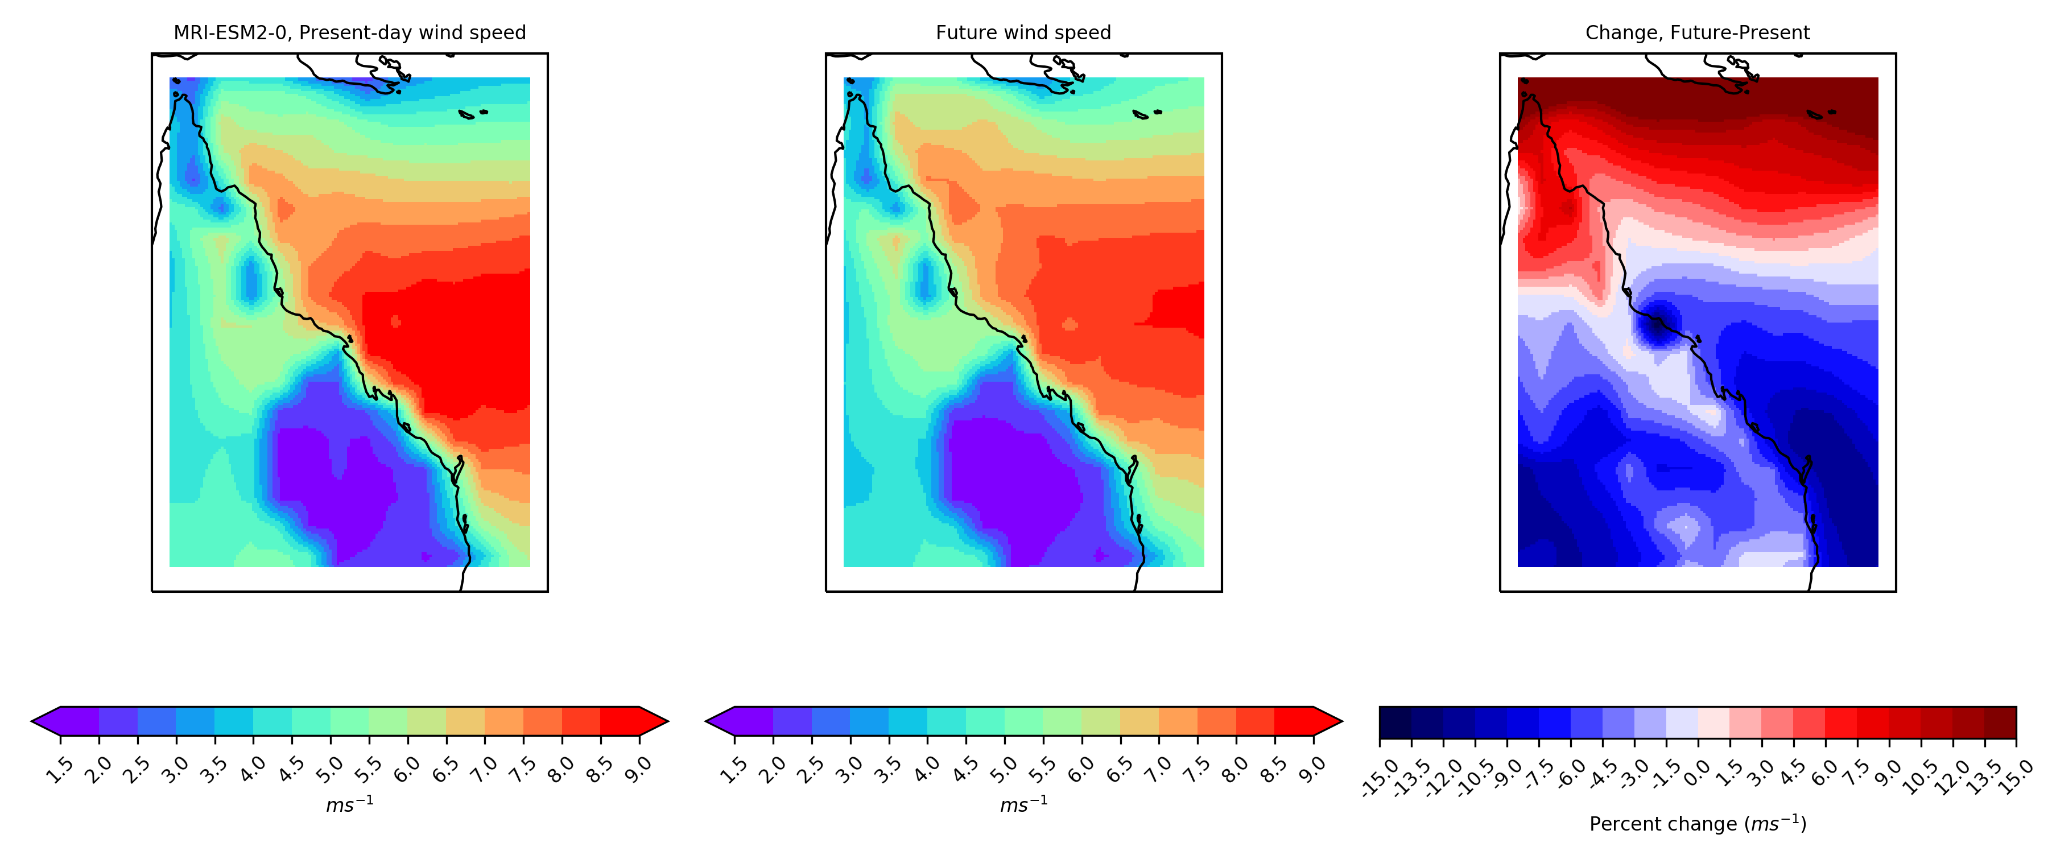 MRI-ESM2-0, Present-day wind speed
Future wind speed
Change, Future-Present
1.5 2.0 2.5 3.0 3.5 4.0 4.5 5.0 5.5 6.0 6.5 7.0 7.5 8.0 8.5 9.0
ms⁻¹
1.5 2.0 2.5 3.0 3.5 4.0 4.5 5.0 5.5 6.0 6.5 7.0 7.5 8.0 8.5 9.0
ms⁻¹
-15.0 -13.5 -12.0 -10.5 -9.0 -7.5 -6.0 -4.5 -3.0 -1.5 0.0 1.5 3.0 4.5 6.0 7.5 9.0 10.5 12.0 13.5 15.0
Percent change (ms⁻¹)